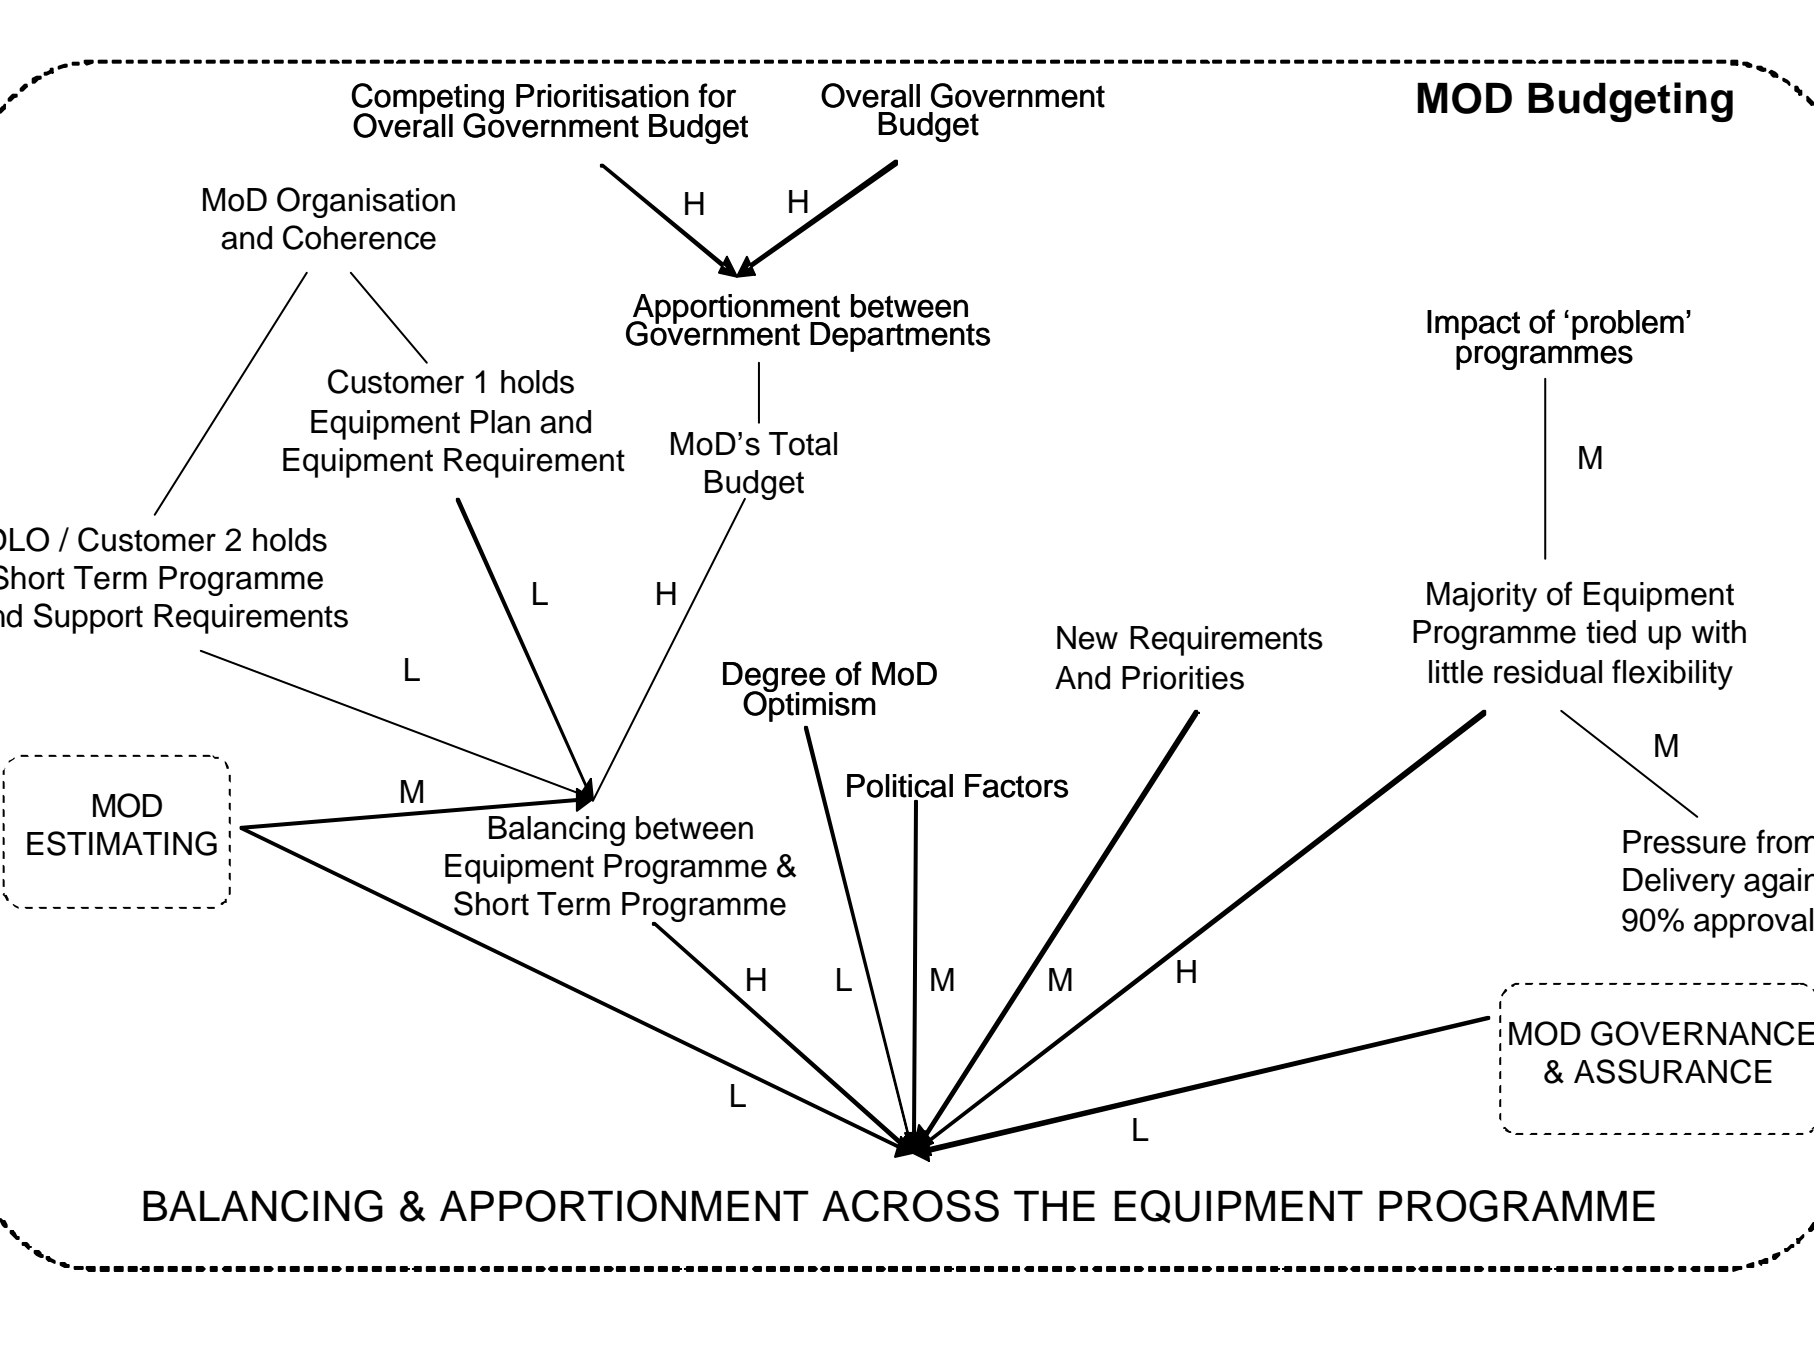 MOD Budgeting
Competing Prioritisation for
Overall Government Budget
Overall Government
Budget
H
H
MoD Organisation
and Coherence
Apportionment between
Government Departments
Impact of ‘problem’
programmes
Customer 1 holds
Equipment Plan and
Equipment Requirement
MoD’s Total
Budget
M
LO / Customer 2 holds
Short Term Programme
nd Support Requirements
L
H
Majority of Equipment
Programme tied up with
little residual flexibility
New Requirements
And Priorities
L
Degree of MoD
Optimism
M
Political Factors
MOD
ESTIMATING
M
Balancing between
Equipment Programme &
Short Term Programme
Pressure from
Delivery again
90% approval
H
L
M
M
H
MOD GOVERNANCE
& ASSURANCE
L
L
BALANCING & APPORTIONMENT ACROSS THE EQUIPMENT PROGRAMME